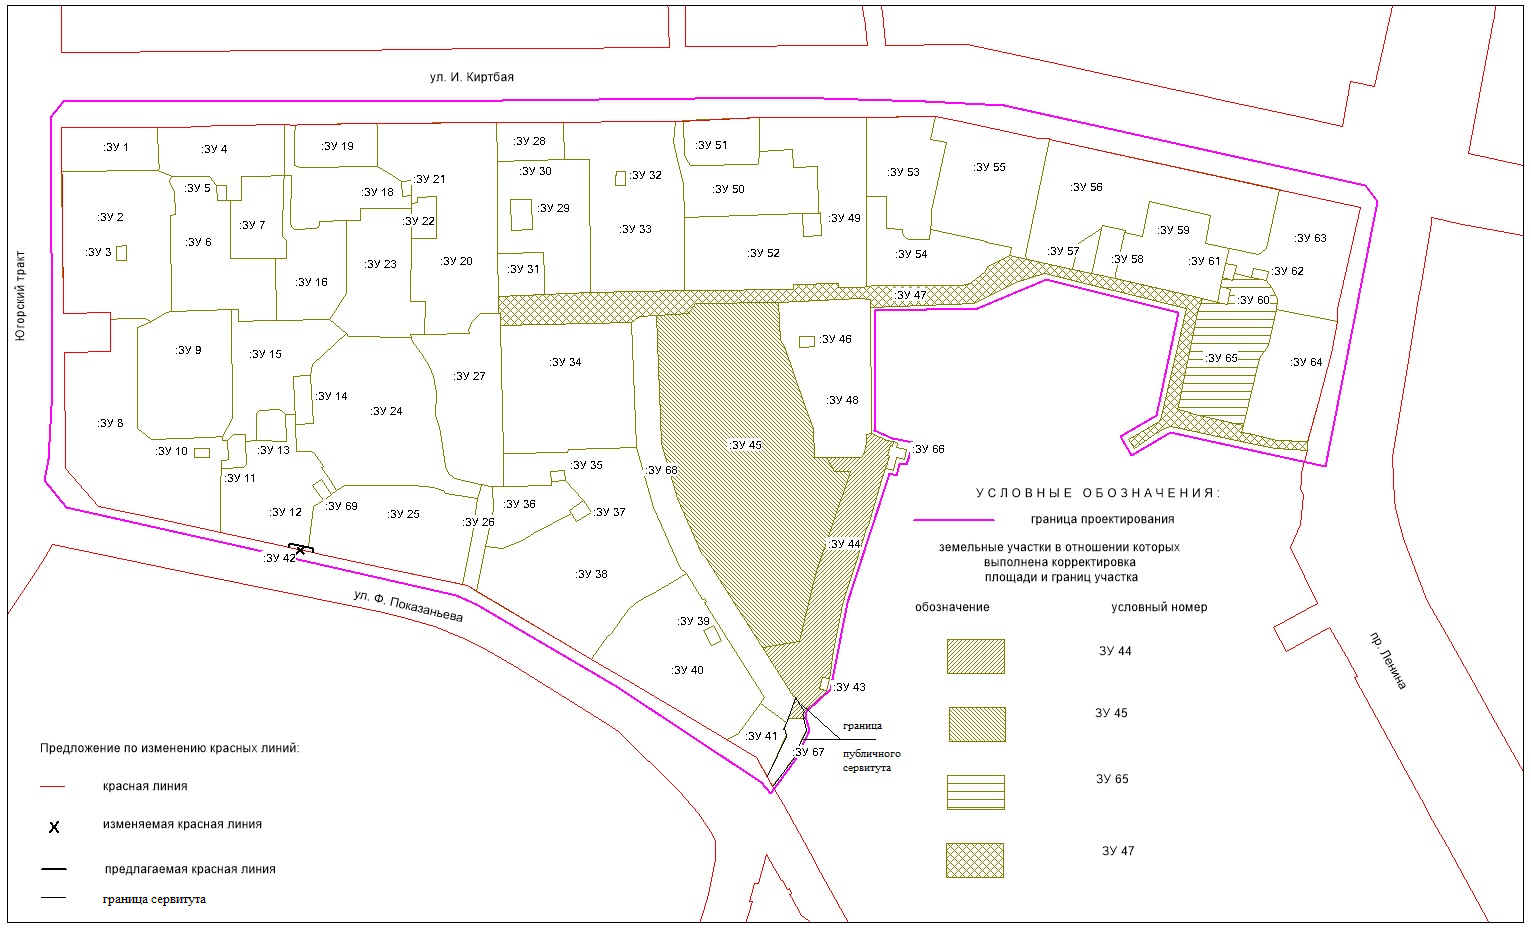 ул. И. Киртбая
:ЗУ 1
:ЗУ 4
:ЗУ 19
:ЗУ 28
:ЗУ 51
:ЗУ 55
:ЗУ 53
:ЗУ 5
:ЗУ 18
:ЗУ 21
:ЗУ 30
:ЗУ 32
:ЗУ 50
:ЗУ 56
:ЗУ 2
:ЗУ 7
:ЗУ 22
:ЗУ 29
:ЗУ 33
:ЗУ 49
:ЗУ 59
:ЗУ 63
:ЗУ 3
:ЗУ 6
:ЗУ 23
:ЗУ 20
:ЗУ 31
:ЗУ 52
:ЗУ 54
:ЗУ 57
:ЗУ 58
:ЗУ 61
:ЗУ 62
Югорский тракт
:ЗУ 16
:ЗУ 47
:ЗУ 60
:ЗУ 9
:ЗУ 15
:ЗУ 46
:ЗУ 34
:ЗУ 65
:ЗУ 64
:ЗУ 27
:ЗУ 14
:ЗУ 24
:ЗУ 48
:ЗУ 8
:ЗУ 10
:ЗУ 13
:ЗУ 45
:ЗУ 66
:ЗУ 11
:ЗУ 35
:ЗУ 68
:ЗУ 12
:ЗУ 69
:ЗУ 25
:ЗУ 26
:ЗУ 36
:ЗУ 37
:ЗУ 44
:ЗУ 42
:ЗУ 38
ул. Ф. Показаньева
:ЗУ 39
:ЗУ 40
:ЗУ 43
:ЗУ 41
:ЗУ 67
граница
публичного
сервитута
пр. Ленина
УСЛОВНЫЕ ОБОЗНАЧЕНИЯ:
граница проектирования
земельные участки в отношении которых
выполнена корректировка
площади и границ участка
обозначение условный номер
ЗУ 44
ЗУ 45
ЗУ 65
ЗУ 47
Предложение по изменению красных линий:
красная линия
изменяемая красная линия
предлагаемая красная линия
граница сервитута